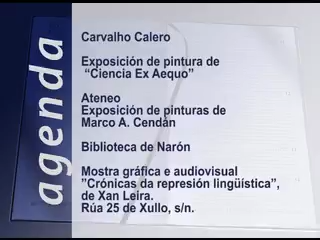 agenda
Carvalho Calero
Exposición de pintura de
“Ciencia Ex Aequo”
Ateneo
Exposición de pinturas de
Marco A. Cendán
Biblioteca de Narón
Mostra gráfica e audiovisual
”Crónicas da represión lingüística”,
de Xan Leira.
Rúa 25 de Xullo, s/n.